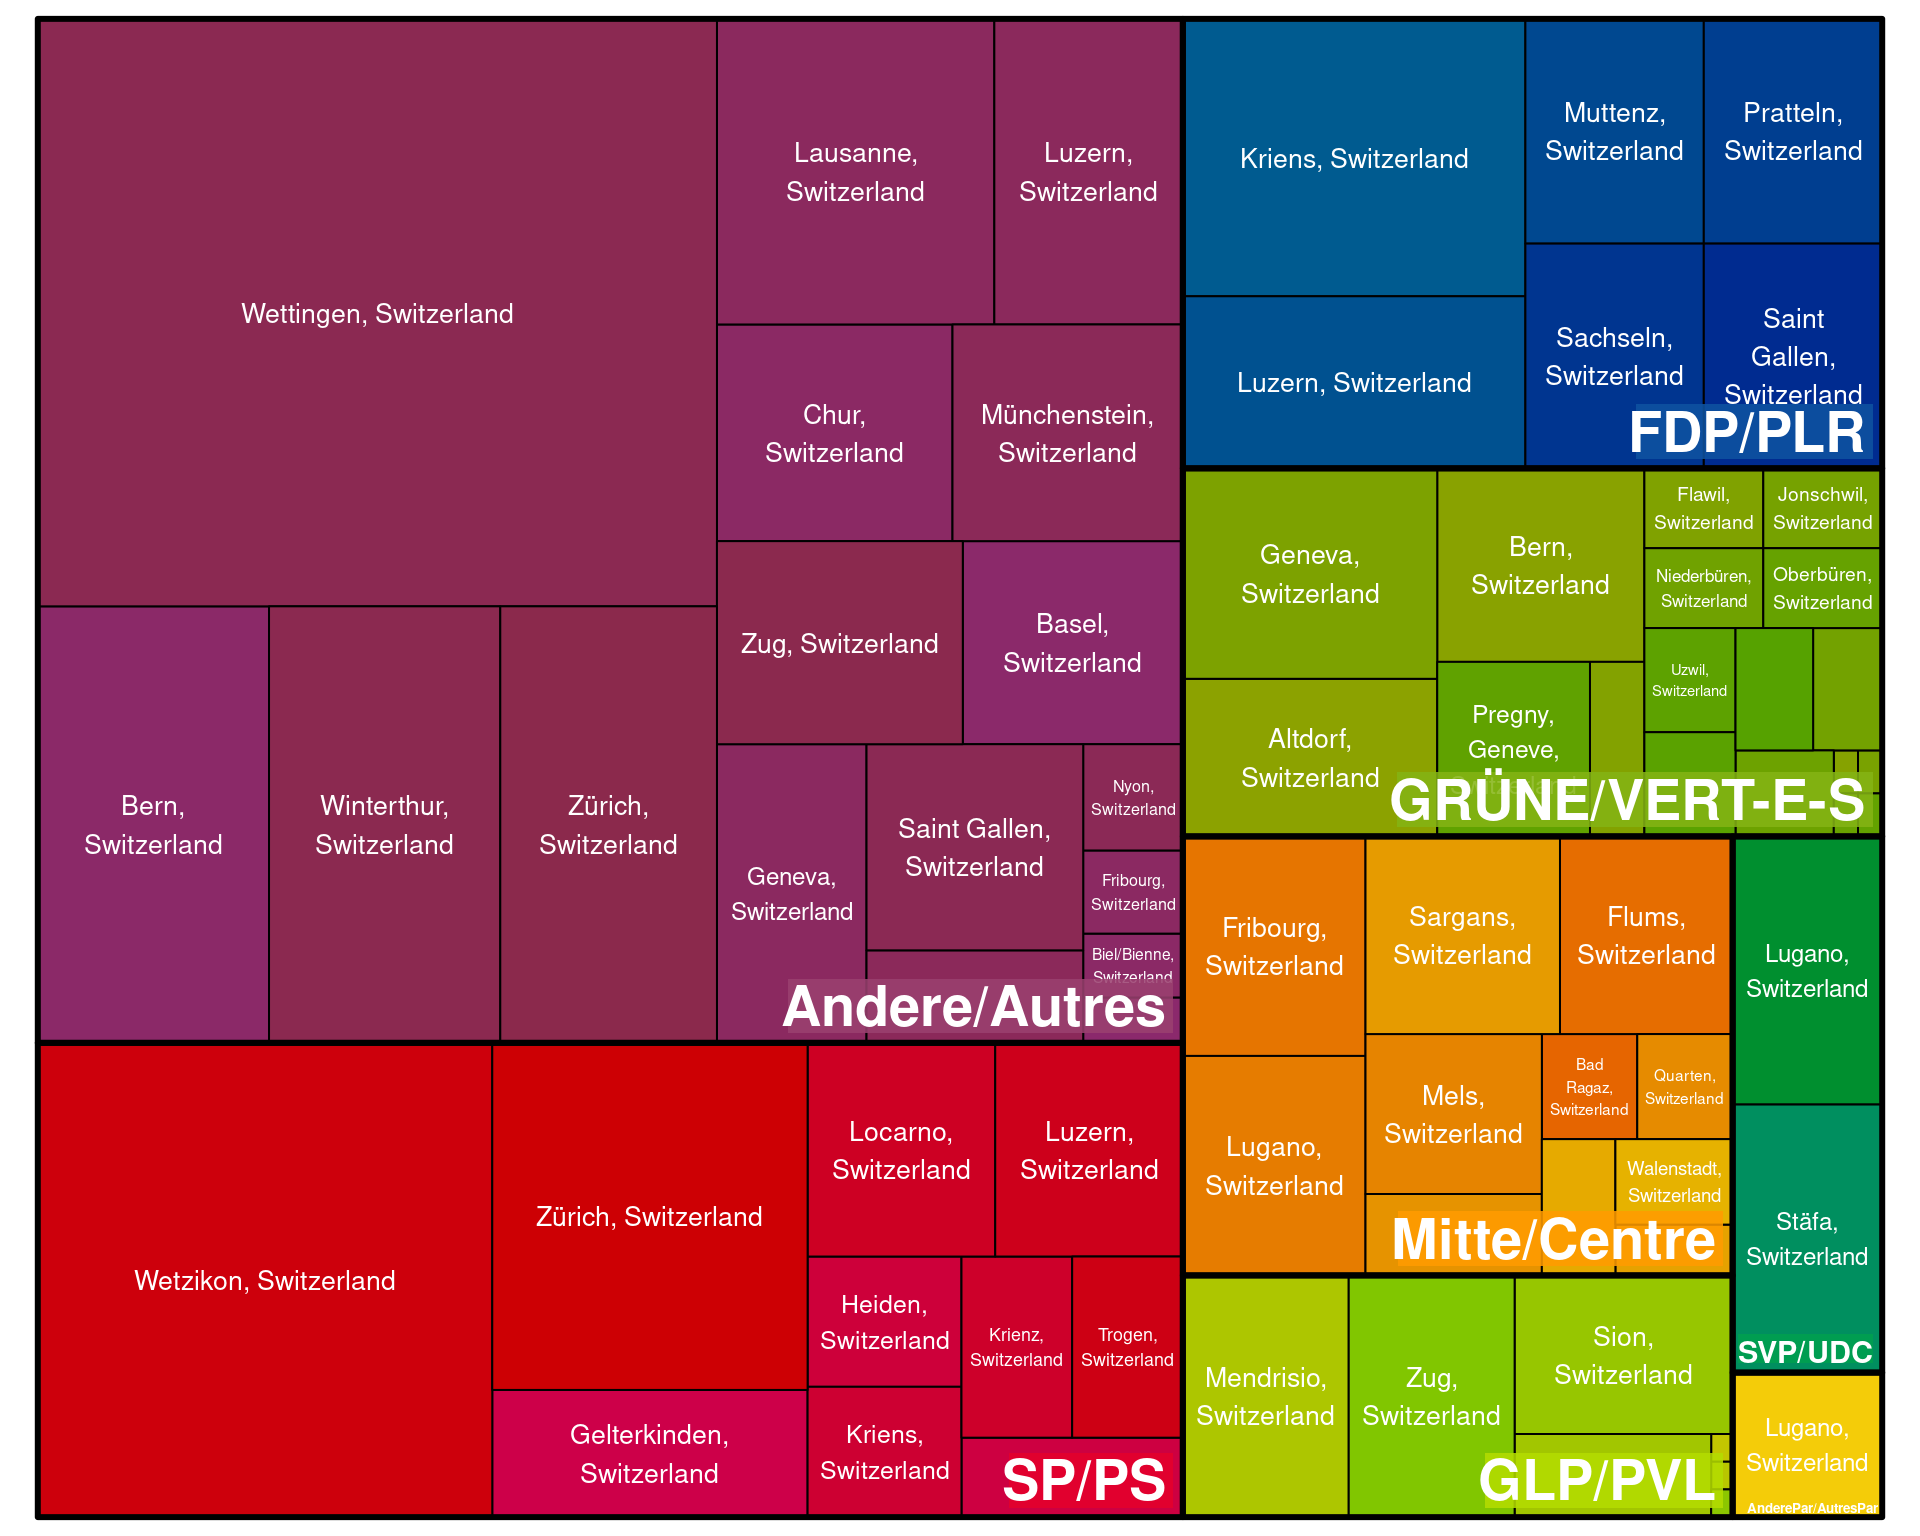 Wettingen, Switzerland
Lausanne,
Switzerland
Luzern,
Switzerland
Chur,
Switzerland
Münchenstein,
Switzerland
Zug, Switzerland
Basel,
Switzerland
Bern,
Switzerland
Winterthur,
Switzerland
Zürich,
Switzerland
Geneva,
Switzerland
Saint Gallen,
Switzerland
Nyon,
Switzerland
Fribourg,
Switzerland
Biel/Bienne,
Switzerland
Andere/Autres
Wetzikon, Switzerland
Zürich, Switzerland
Gelterkinden,
Switzerland
Locarno,
Switzerland
Luzern,
Switzerland
Heiden,
Switzerland
Krienz,
Switzerland
Trogen,
Switzerland
Kriens,
Switzerland
SP/PS
Kriens, Switzerland
Luzern, Switzerland
Muttenz,
Switzerland
Pratteln,
Switzerland
Sachseln,
Switzerland
Saint
Gallen,
Switzerland
FDP/PLR
Geneva,
Switzerland
Altdorf,
Switzerland
Bern,
Switzerland
Pregny,
Geneve,
Switzerland
Flawil,
Switzerland
Jonschwil,
Switzerland
Niederbüren,
Switzerland
Oberbüren,
Switzerland
Uzwil,
Switzerland
GRÜNE/VERT-E-S
Fribourg,
Switzerland
Lugano,
Switzerland
Sargans,
Switzerland
Flums,
Switzerland
Mels,
Switzerland
Bad
Ragaz,
Switzerland
Quarten,
Switzerland
Walenstadt,
Switzerland
Mitte/Centre
Mendrisio,
Switzerland
Zug,
Switzerland
Sion,
Switzerland
GLP/PVL
Lugano,
Switzerland
Stäfa,
Switzerland
SVP/UDC
Lugano,
Switzerland
AnderePar/AutresPar